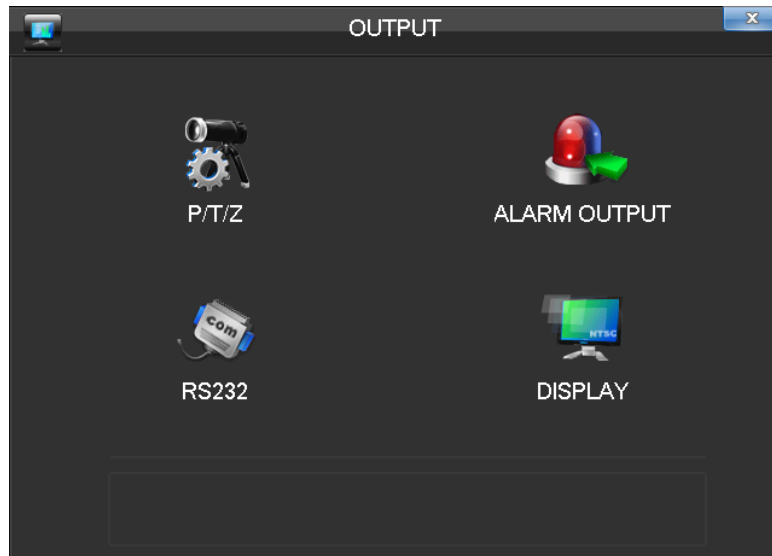 OUTPUT
x
P/T/Z
ALARM OUTPUT
com
NTSC
RS232
DISPLAY